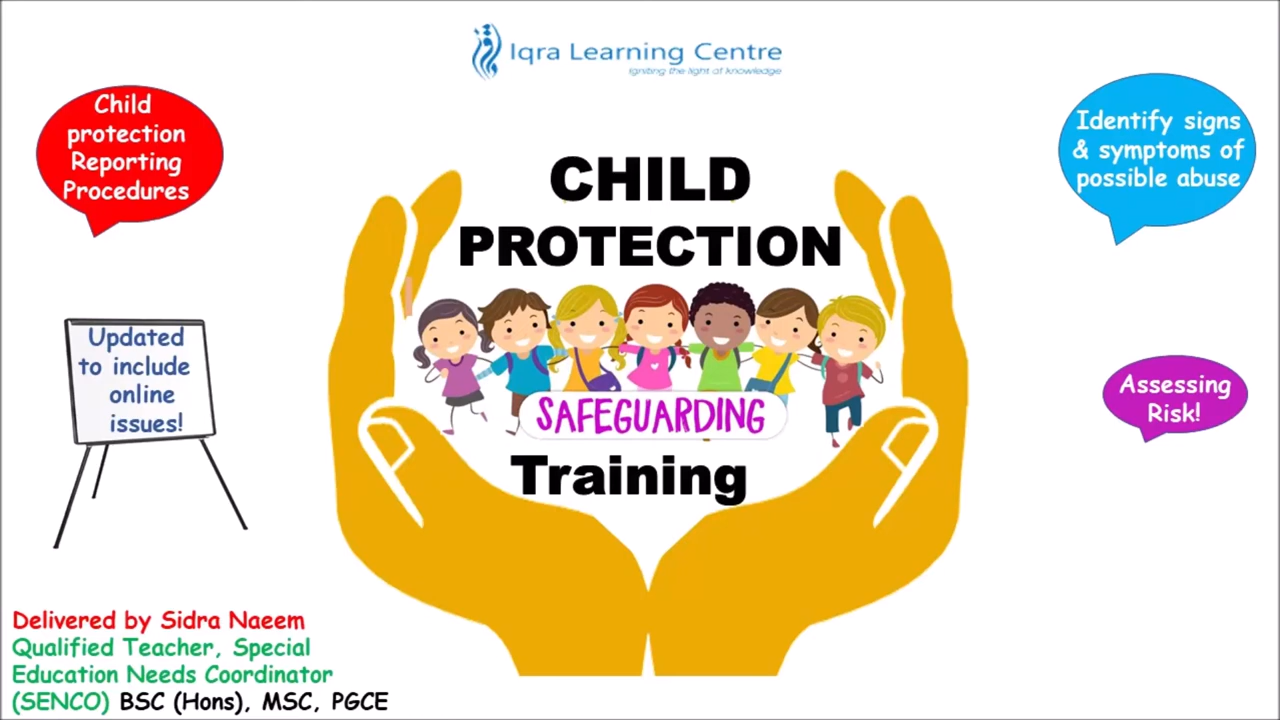 Iqra Learning Centre
Igniting the light of knowledge
Child
protection
Reporting
Procedures
Identify signs
& symptoms of
possible abuse
CHILD
PROTECTION
SAFEGUARDING
Training
Updated
to include
online
issues!
Assessing
Risk!
Delivered by Sidra Naeem
Qualified Teacher, Special
Education Needs Coordinator
(SENCO) BSC (Hons), MSC, PGCE